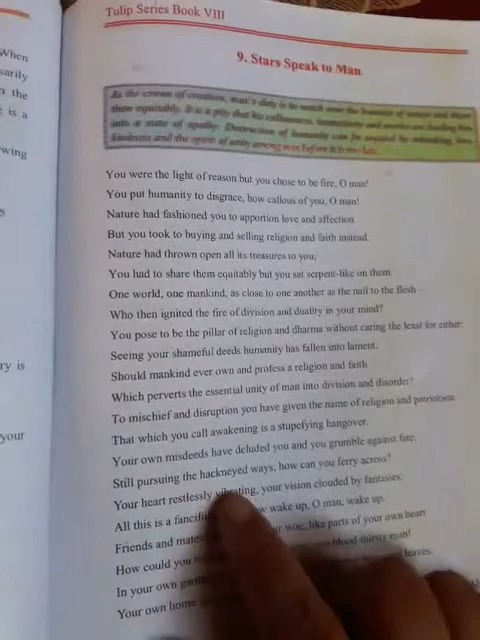 Tulip Series Book VIII
9. Stars Speak to Man
As the crown of creation, man's duty is to watch over the bounties of nature and share
them equitably. It is a pity that his callousness,
into a state of apathy. Destruction of humanity can be avoided by
kindness and the spirit of unity among men before it is too late.
You were the light of reason but you chose to be fire, O man!
You put humanity to disgrace, how callous of you, O man!
Nature had fashioned you to apportion love and affection
But you took to buying and selling religion and faith instead.
Nature had thrown open all its treasures to you;
You had to share them equitably but you sat serpent-like on them
One world, one mankind, as close to one another as the nail to the flesh –
Who then ignited the fire of division and duality in your mind?
You pose to be the pillar of religion and dharma without caring the least for either.
Seeing your shameful deeds humanity has fallen into lament.
Should mankind ever own and profess a religion and faith
Which perverts the essential unity of man into division and disorder?
To mischief and disruption you have given the name of religion and patriotism.
That which you call awakening is a stupefying hangover.
Your own misdeeds have deluded you and you grumble against fate.
Still pursuing the hackneyed ways, how can you ferry across?
Your heart restlessly vibrating, your vision clouded by fantasies;
All this is a wake up, O man, wake up.
Friends and woe; like parts of your own heart
How could you blood-thirsty man!
In your own leaves.
Your own home
When
sarily
the
is a
wing
ry is
your